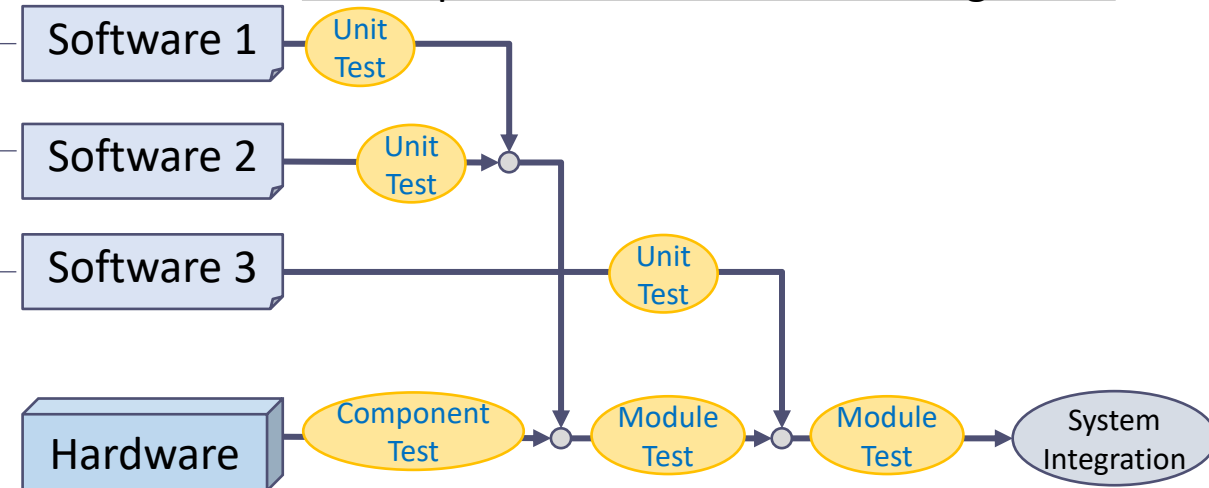 Software 1
Unit
Test
Software 2
Unit
Test
Software 3
Unit
Test
Hardware
Component
Test
Module
Test
Module
Test
System
Integration